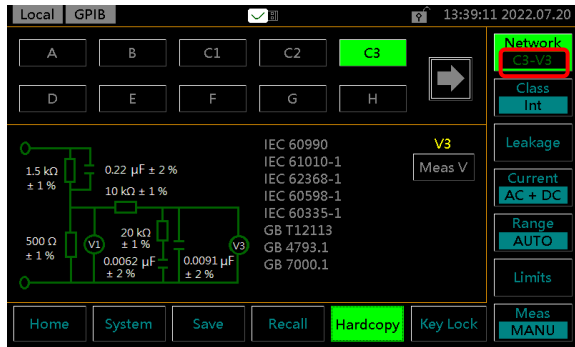 Local GPIB 13:39:11 2022.07.20
A B C1 C2 C3
D E F G H
Network
C3-V3
Class
Int
Leakage
Current
AC + DC
Range
AUTO
Limits
Meas
MANU
1.5 kΩ
± 1 %
0.22 µF ± 2 %
10 kΩ ± 1 %
500 Ω
± 1 %
V1
20 kΩ
± 1 %
V3
0.0062 µF
± 2 %
0.0091 µF
± 2 %
IEC 60990
IEC 61010-1
IEC 62368-1
IEC 60598-1
IEC 60335-1
GB T12113
GB 4793.1
GB 7000.1
V3
Meas V
Home System Save Recall Hardcopy Key Lock